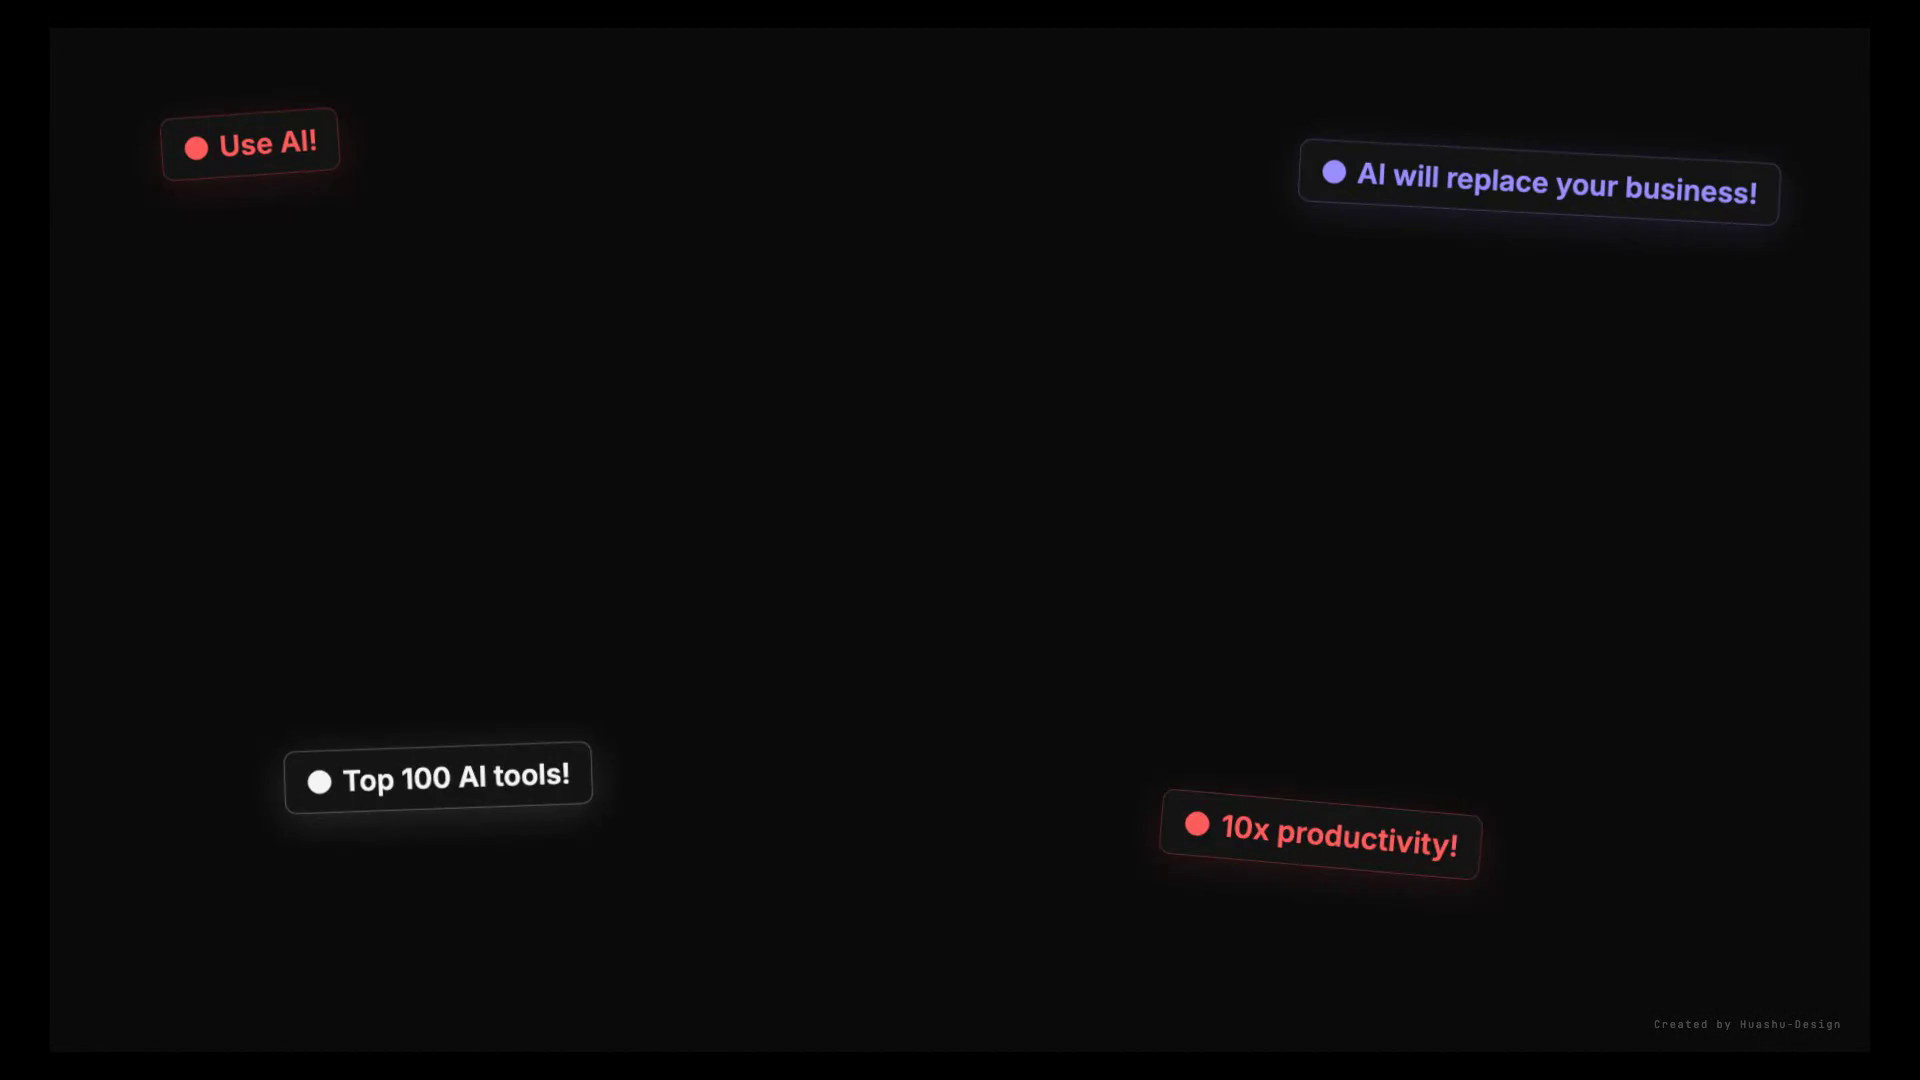 Use AI!
AI will replace your business!
Top 100 AI tools!
10x productivity!
Created by Huashu-Design